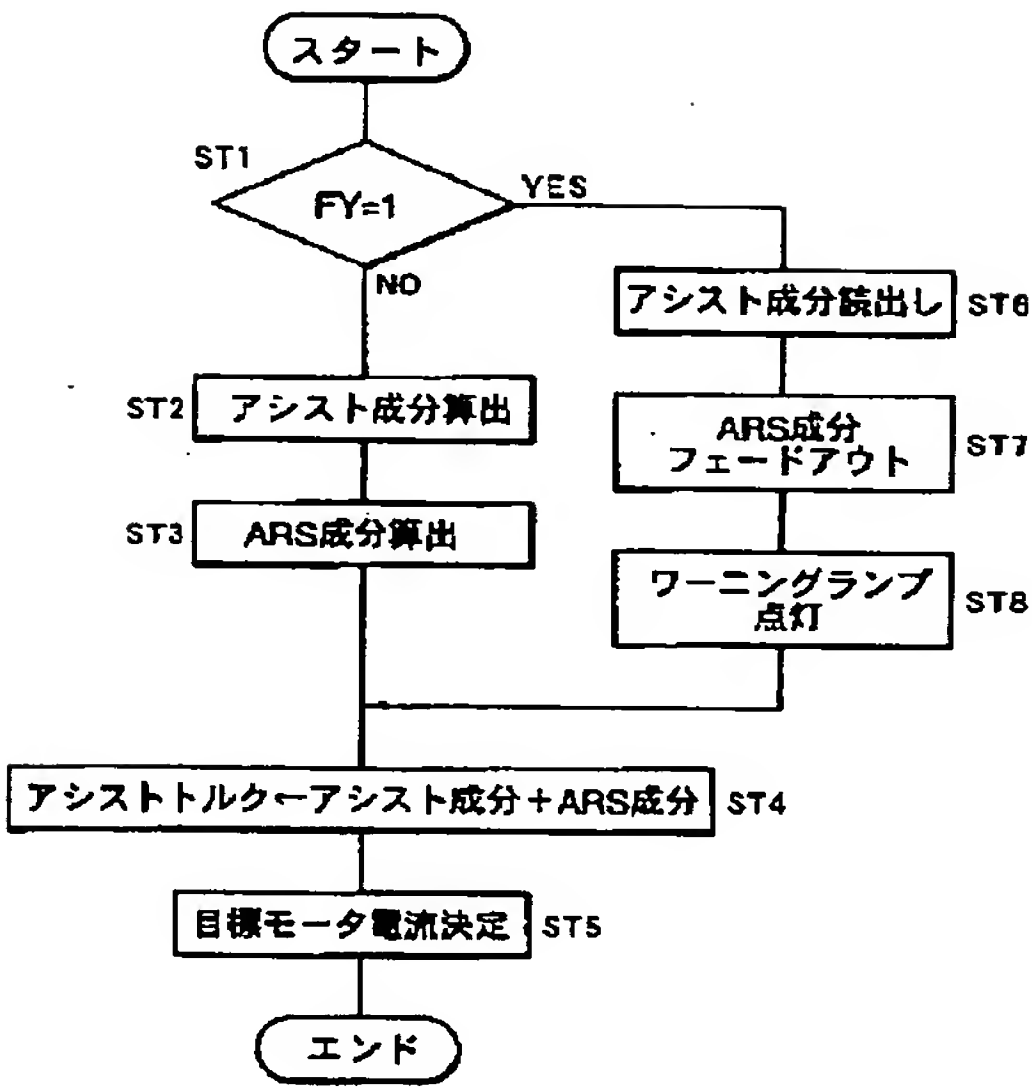 スタート
ST1
FY=1
YES
NO
アシスト成分読出し
ST6
ST2
アシスト成分算出
ARS成分
フェードアウト
ST7
ST3
ARS成分算出
ワーニングランプ
点灯
ST8
アシストトルク←アシスト成分+ARS成分
ST4
目標モータ電流決定
ST5
エンド